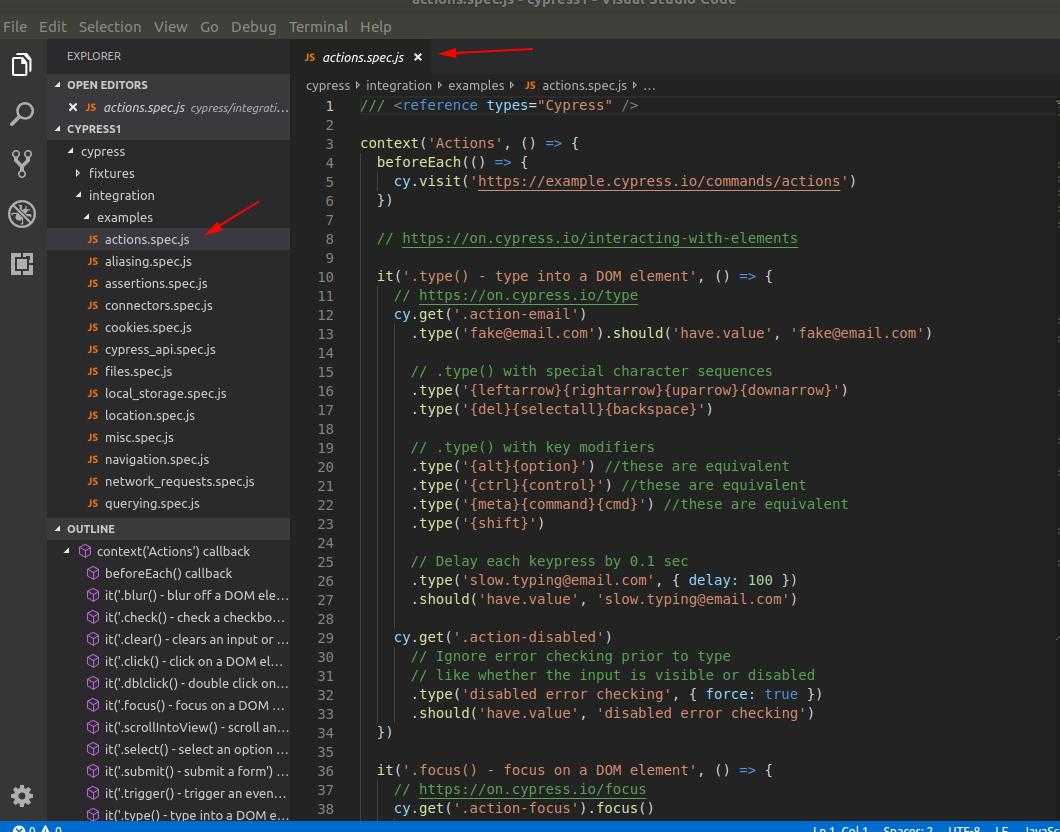 actions.spec.js - cypress1 - Visual Studio Code
File Edit Selection View Go Debug Terminal Help
EXPLORER
OPEN EDITORS
JS actions.spec.js cypress/integrati...
CYPRESS1
cypress
fixtures
integration
examples
JS actions.spec.js
JS aliasing.spec.js
JS assertions.spec.js
JS connectors.spec.js
JS cookies.spec.js
JS cypress_api.spec.js
JS files.spec.js
JS local_storage.spec.js
JS location.spec.js
JS misc.spec.js
JS navigation.spec.js
JS network_requests.spec.js
JS querying.spec.js
OUTLINE
context('Actions') callback
beforeEach() callback
it('.blur() - blur off a DOM ele...
it('.check() - check a checkbo...
it('.clear() - clears an input or ...
it('.click() - click on a DOM el...
it('.dblclick() - double click on...
it('.focus() - focus on a DOM ...
it('.scrollIntoView() - scroll an...
it('.select() - select an option ...
it('.submit() - submit a form') ...
it('.trigger() - trigger an even...
it('.type() - type into a DOM e...
JS actions.spec.js
cypress integration examples JS actions.spec.js ...
1 /// <reference types="Cypress" />
2
3 context('Actions', () => {
4 beforeEach(() => {
5 cy.visit('https://example.cypress.io/commands/actions')
6 })
7
8 // https://on.cypress.io/interacting-with-elements
9
10 it('.type() - type into a DOM element', () => {
11 // https://on.cypress.io/type
12 cy.get('.action-email')
13 .type('fake@email.com').should('have.value', 'fake@email.com')
14
15 // .type() with special character sequences
16 .type('{leftarrow}{rightarrow}{uparrow}{downarrow}')
17 .type('{del}{selectall}{backspace}')
18
19 // .type() with key modifiers
20 .type('{alt}{option}') //these are equivalent
21 .type('{ctrl}{control}') //these are equivalent
22 .type('{meta}{command}{cmd}') //these are equivalent
23 .type('{shift}')
24
25 // Delay each keypress by 0.1 sec
26 .type('slow.typing@email.com', { delay: 100 })
27 .should('have.value', 'slow.typing@email.com')
28
29 cy.get('.action-disabled')
30 // Ignore error checking prior to type
31 // like whether the input is visible or disabled
32 .type('disabled error checking', { force: true })
33 .should('have.value', 'disabled error checking')
34 })
35
36 it('.focus() - focus on a DOM element', () => {
37 // https://on.cypress.io/focus
38 cy.get('.action-focus').focus()
0 0 Ln 1, Col 1 Spaces: 2 UTF-8 LF JavaSc